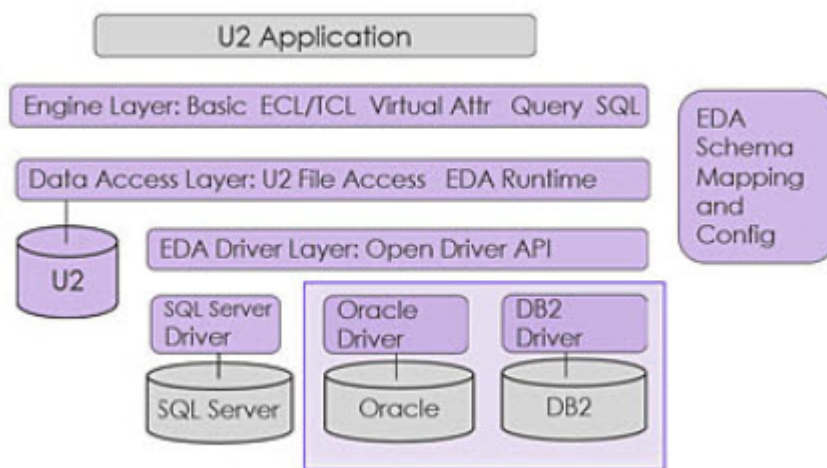 U2 Application
Engine Layer: Basic ECL/TCL Virtual Attr Query SQL
EDA
Schema
Mapping
and
Config
Data Access Layer: U2 File Access EDA Runtime
U2
EDA Driver Layer: Open Driver API
SQL Server
Driver
Oracle
Driver
DB2
Driver
SQL Server
Oracle
DB2